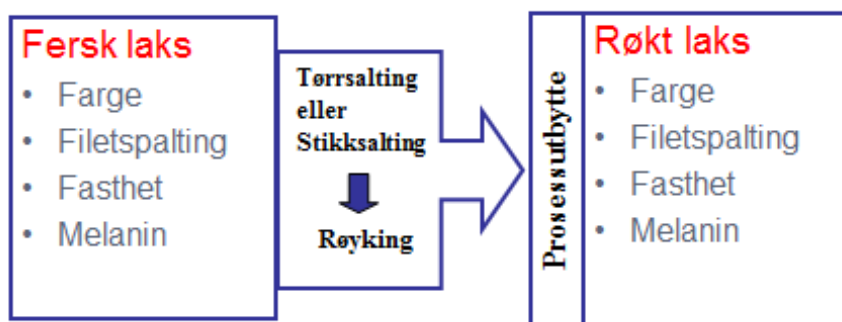 Fersk laks
• Farge
• Filetspalting
• Fasthet
• Melanin
Tørrsalting
eller
Stikksalting
Røyking
Prosessutbytte
Røkt laks
• Farge
• Filetspalting
• Fasthet
• Melanin